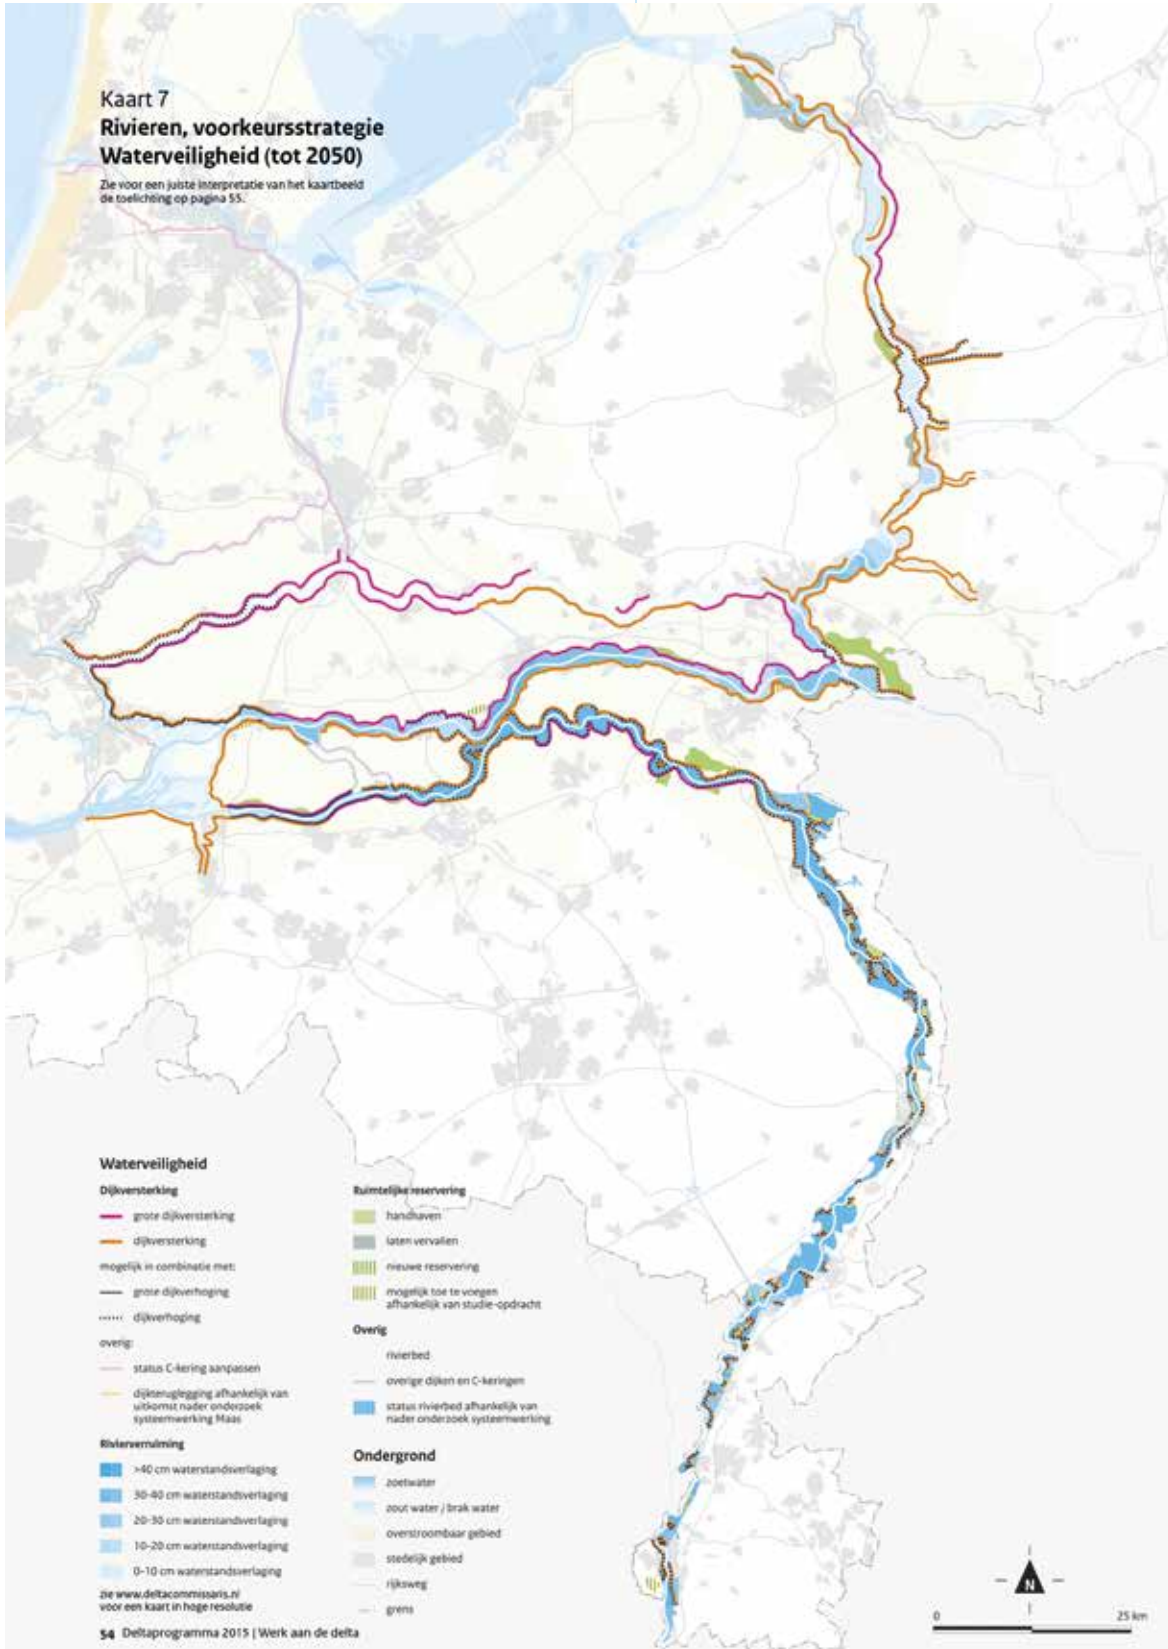 Kaart 7
Rivieren, voorkeursstrategie
Waterveiligheid (tot 2050)
Zie voor een juiste interpretatie van het kaartbeeld
de toelichting op pagina 55.
Waterveiligheid
Dijkversterking
grote dijkversterking
dijkversterking
mogelijk in combinatie met:
grote dijkverhoging
dijkverhoging
overig:
status C-kering aanpassen
dijkteruglegging afhankelijk van
uitkomst nader onderzoek
systeemwerking Maas
Rivierverruiming
>40 cm waterstandsverlaging
30-40 cm waterstandsverlaging
20-30 cm waterstandsverlaging
10-20 cm waterstandsverlaging
0-10 cm waterstandsverlaging
zie www.deltacommissaris.nl
voor een kaart in hoge resolutie
Ruimtelijke reservering
handhaven
laten vervallen
nieuwe reservering
mogelijk toe te voegen
afhankelijk van studie-opdracht
Overig
rivierbed
overige dijken en C-keringen
status rivierbed afhankelijk van
nader onderzoek systeemwerking
Ondergrond
zoetwater
zout water / brak water
overstroombaar gebied
stedelijk gebied
rijksweg
grens
N
0 25 km
54 Deltaprogramma 2015 | Werk aan de delta